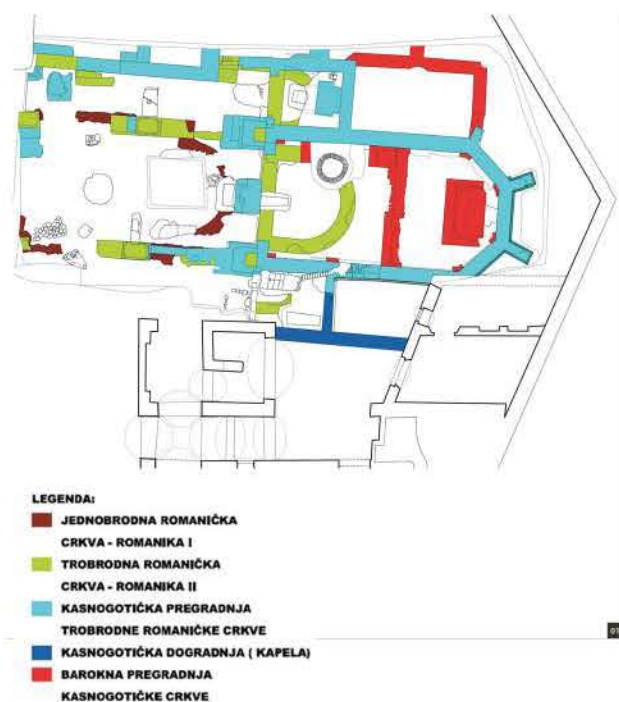 LEGENDA:
JEDNOBRODNA ROMANIČKA
CRKVA - ROMANIKA I
TROBRODNA ROMANIČKA
CRKVA - ROMANIKA II
KASNOGOTIČKA PREGRADNJA
TROBRODNE ROMANIČKE CRKVE
KASNOGOTIČKA DOGRADNJA ( KAPELA)
BAROKNA PREGRADNJA
KASNOGOTIČKE CRKVE